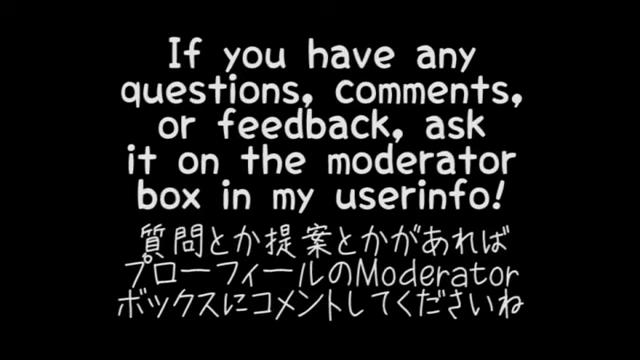 If you have any
questions, comments,
or feedback, ask
it on the moderator
box in my userinfo!
質問とか提案とかがあれば
プローフィールのModerator
ボックスにコメントしてくださいね